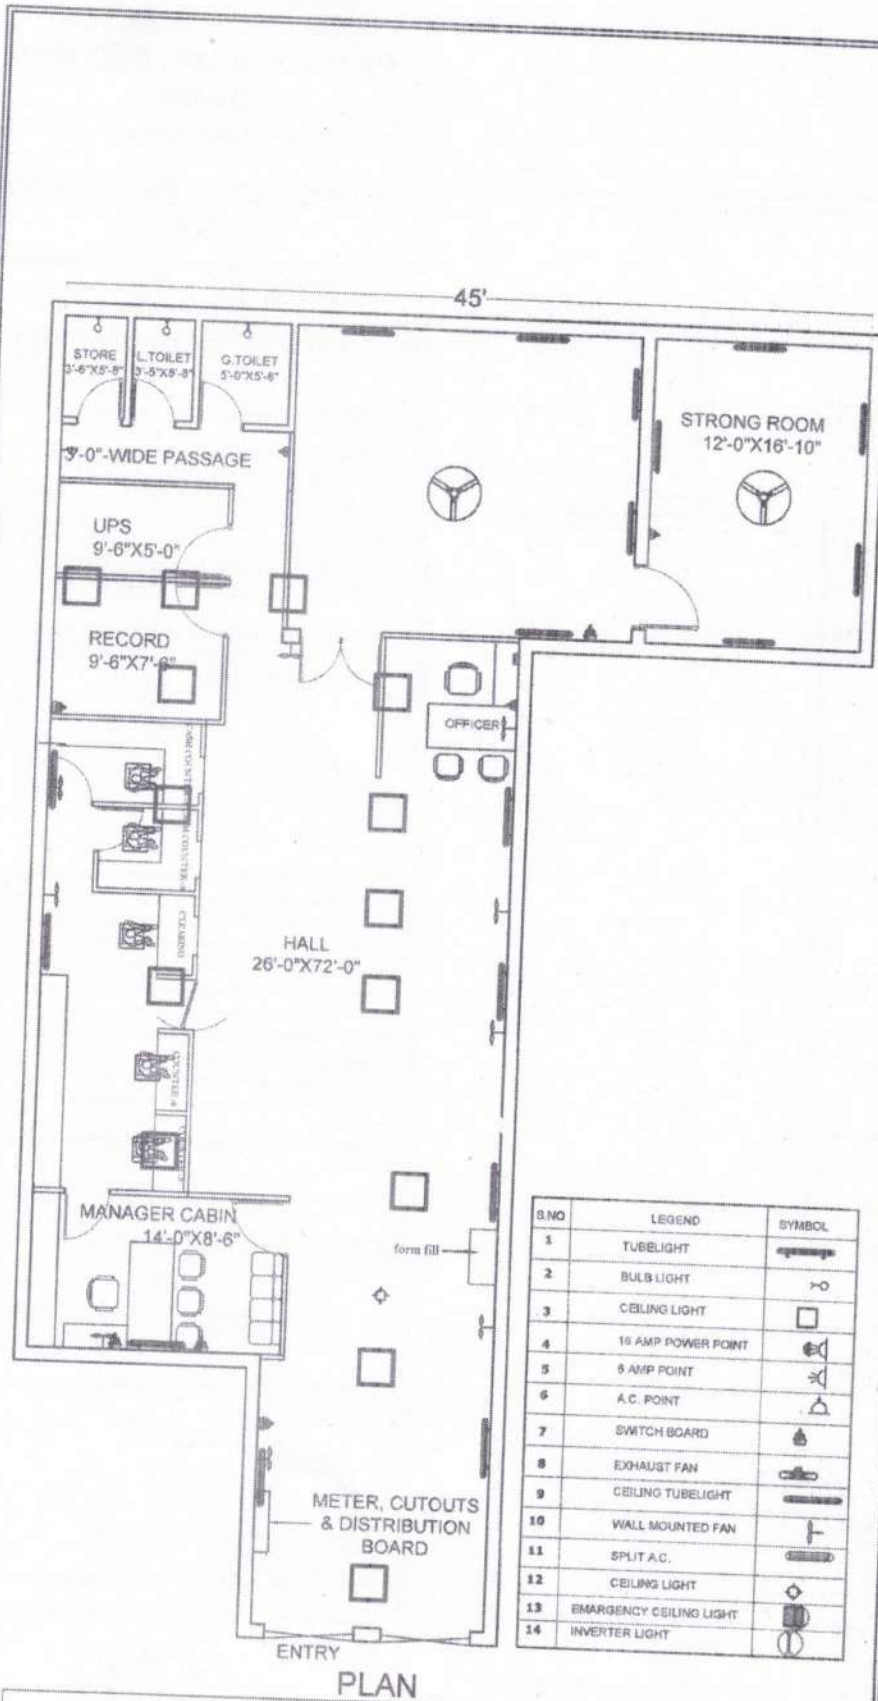 45'
STORE
3'-6"X5'-8"
L.TOILET
3'-5"X5'-8"
G.TOILET
5'-0"X5'-6"
STRONG ROOM
12'-0"X16'-10"
3'-0"-WIDE PASSAGE
UPS
9'-6"X5'-0"
RECORD
9'-6"X7'-6"
OFFICER
CLEARING
HALL
26'-0"X72'-0"
MANAGER CABIN
14'-0"X8'-6"
form fill
METER, CUTOUTS
& DISTRIBUTION
BOARD
ENTRY
PLAN
S.NO LEGEND SYMBOL
1 TUBELIGHT
2 BULB LIGHT
3 CEILING LIGHT
4 16 AMP POWER POINT
5 6 AMP POINT
6 A.C. POINT
7 SWITCH BOARD
8 EXHAUST FAN
9 CEILING TUBELIGHT
10 WALL MOUNTED FAN
11 SPLIT A.C.
12 CEILING LIGHT
13 EMARGENCY CEILING LIGHT
14 INVERTER LIGHT